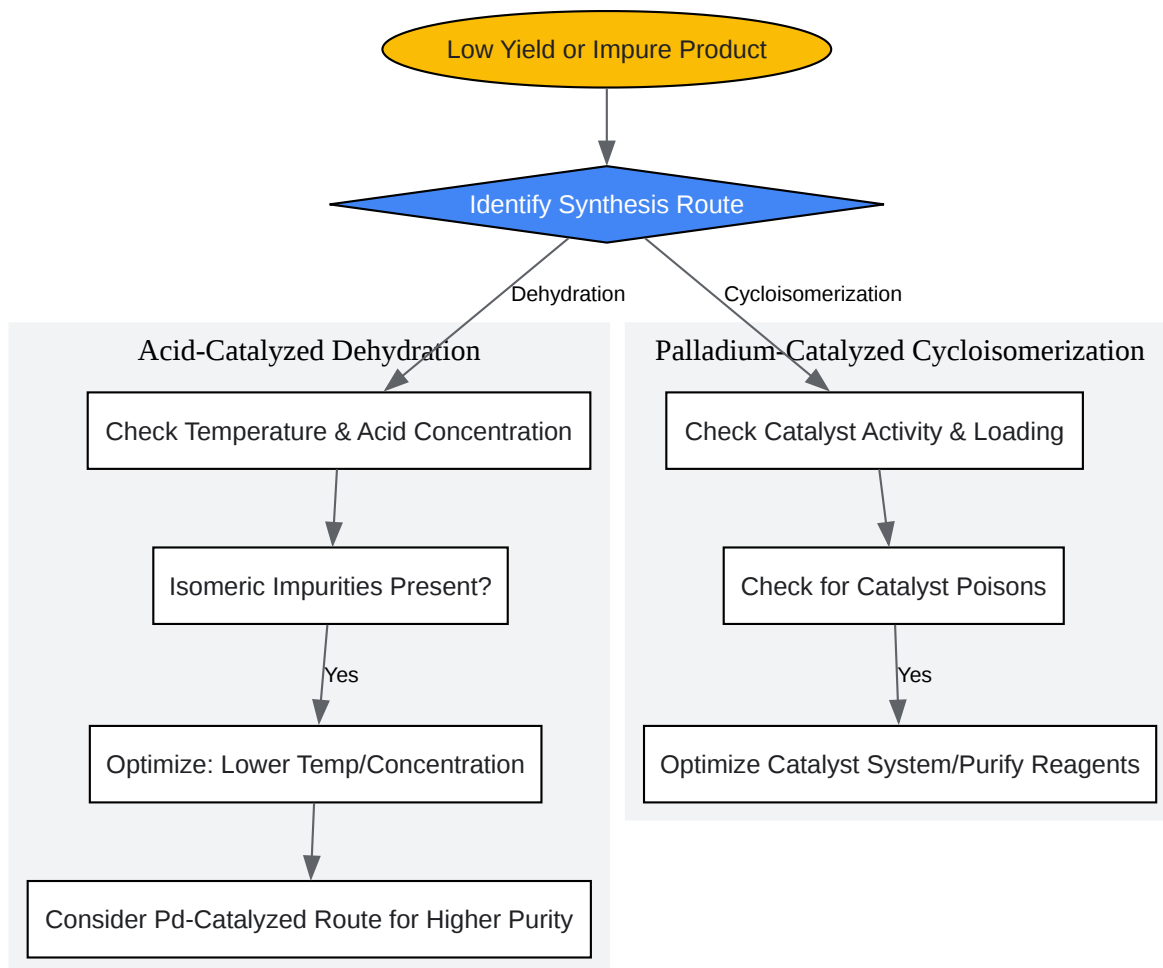 Low Yield or Impure Product
Identify Synthesis Route
Dehydration
Cycloisomerization
Acid-Catalyzed Dehydration
Check Temperature & Acid Concentration
Isomeric Impurities Present?
Yes
Optimize: Lower Temp/Concentration
Consider Pd-Catalyzed Route for Higher Purity
Palladium-Catalyzed Cycloisomerization
Check Catalyst Activity & Loading
Check for Catalyst Poisons
Yes
Optimize Catalyst System/Purify Reagents